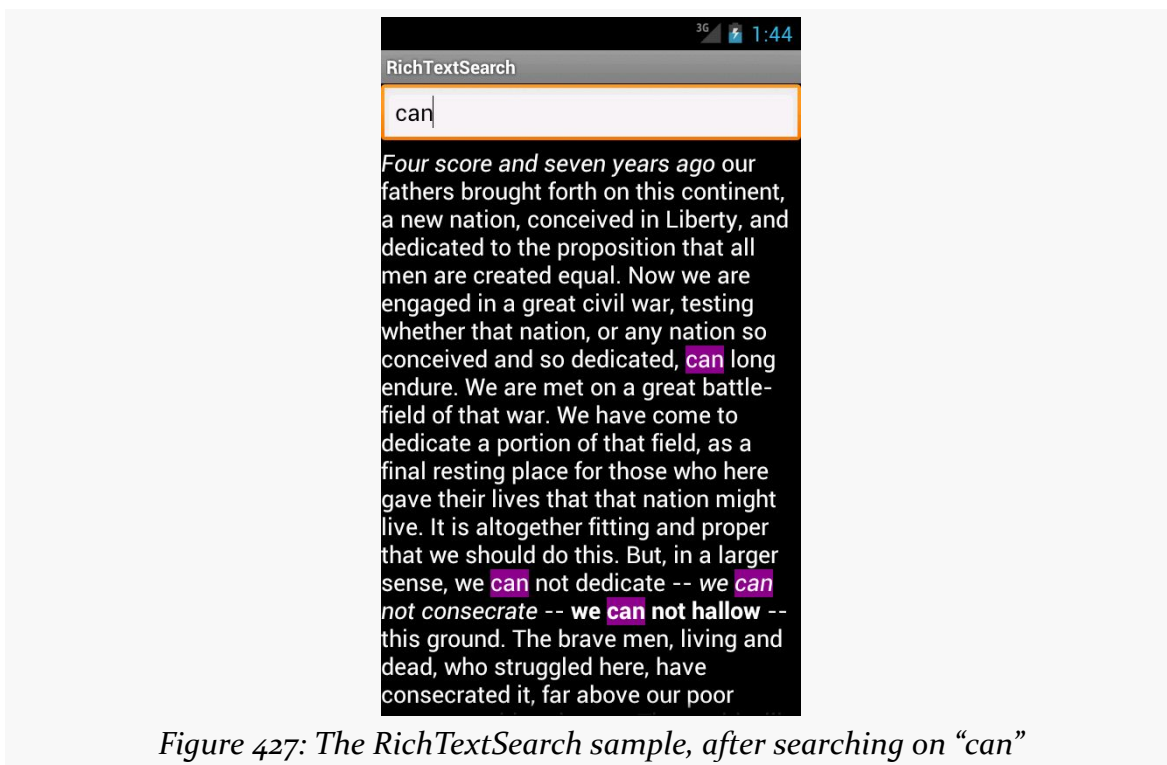 3G 1:44
RichTextSearch
can
Four score and seven years ago our
fathers brought forth on this continent,
a new nation, conceived in Liberty, and
dedicated to the proposition that all
men are created equal. Now we are
engaged in a great civil war, testing
whether that nation, or any nation so
conceived and so dedicated, can long
endure. We are met on a great battle-
field of that war. We have come to
dedicate a portion of that field, as a
final resting place for those who here
gave their lives that that nation might
live. It is altogether fitting and proper
that we should do this. But, in a larger
sense, we can not dedicate -- we can
not consecrate -- we can not hallow --
this ground. The brave men, living and
dead, who struggled here, have
consecrated it, far above our poor
Figure 427: The RichTextSearch sample, after searching on “can”